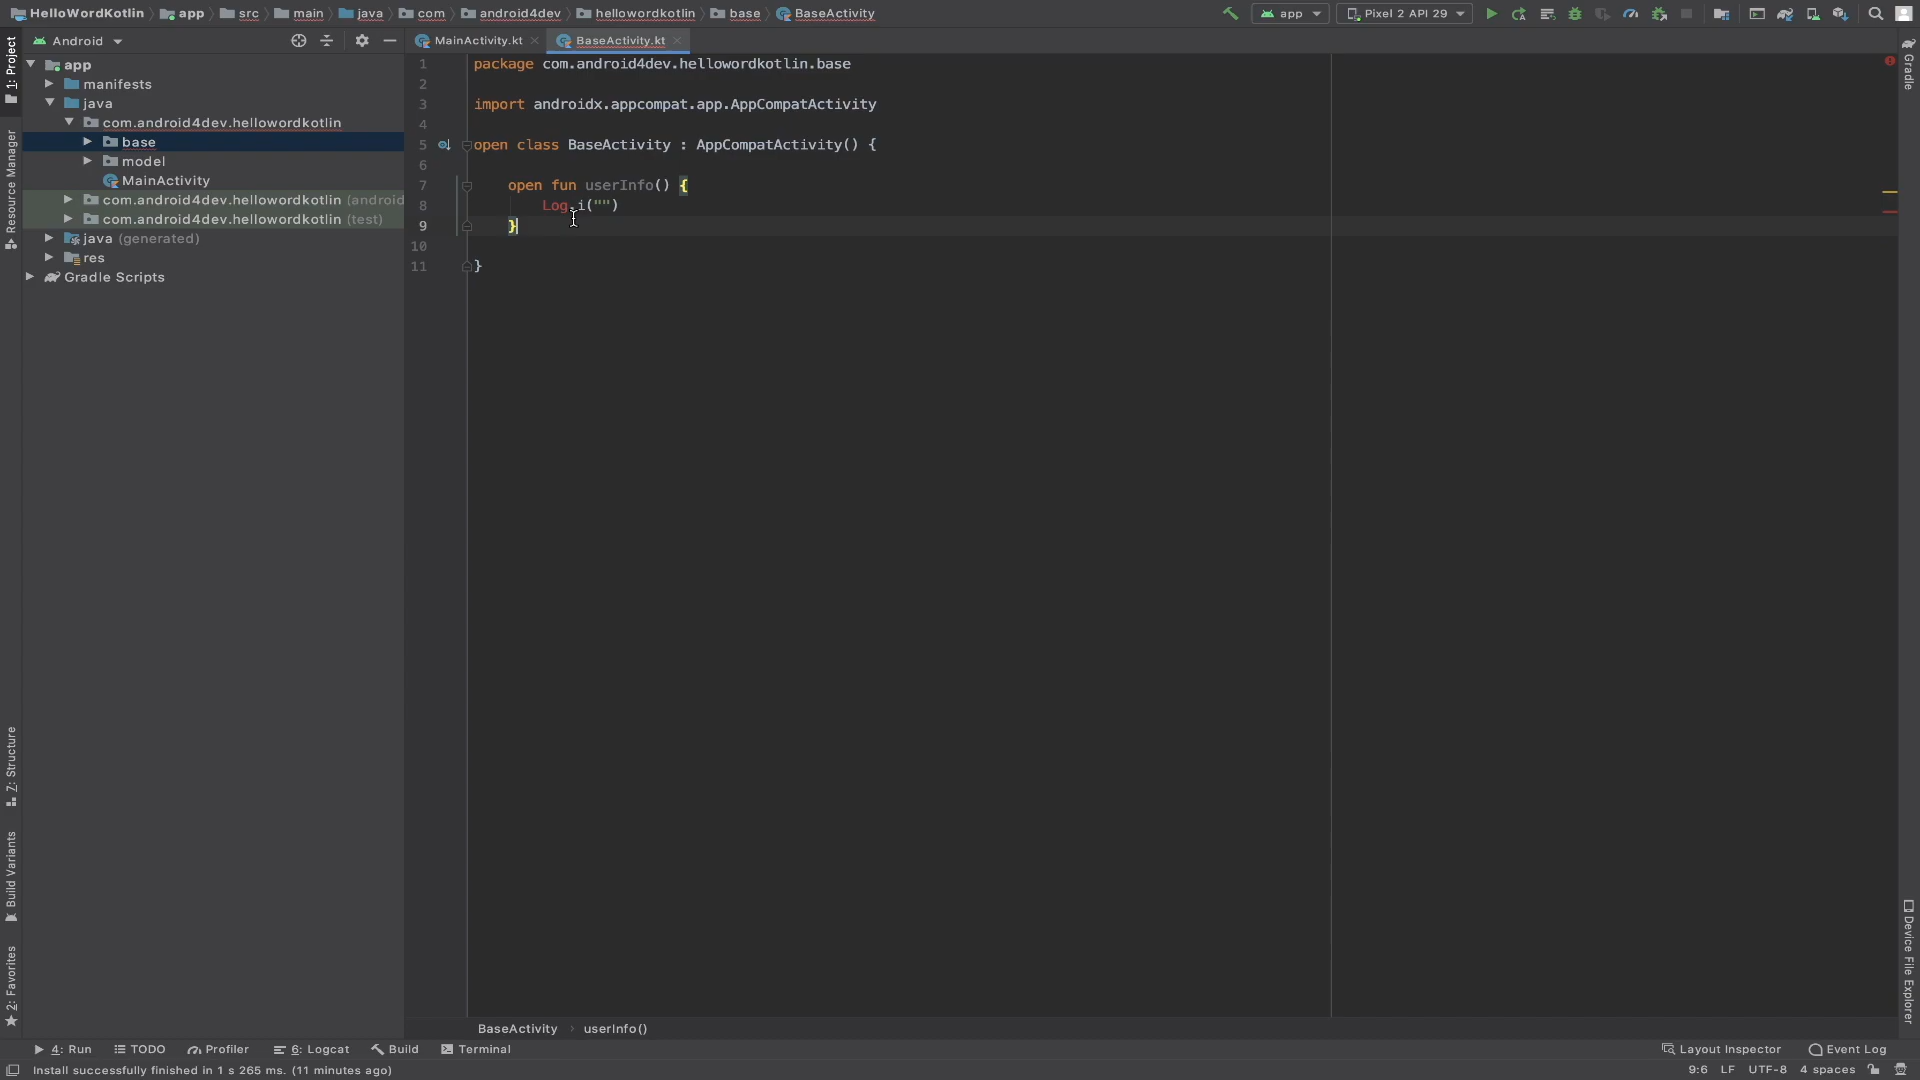 HelloWordKotlin app src main java com android4dev hellowordkotlin base BaseActivity
app Pixel 2 API 29
Android
MainActivity.kt BaseActivity.kt
1: Project
Resource Manager
Z: Structure
Build Variants
2: Favorites
app
manifests
java
com.android4dev.hellowordkotlin
base
model
MainActivity
com.android4dev.hellowordkotlin (android
com.android4dev.hellowordkotlin (test)
java (generated)
res
Gradle Scripts
1 package com.android4dev.hellowordkotlin.base
2
3 import androidx.appcompat.app.AppCompatActivity
4
5 open class BaseActivity : AppCompatActivity() {
6
7 open fun userInfo() {
8 Log.i("")
9 }
10
11 }
Gradle
Device File Explorer
BaseActivity userInfo()
4: Run TODO Profiler 6: Logcat Build Terminal Layout Inspector Event Log
Install successfully finished in 1 s 265 ms. (11 minutes ago) 9:6 LF UTF-8 4 spaces